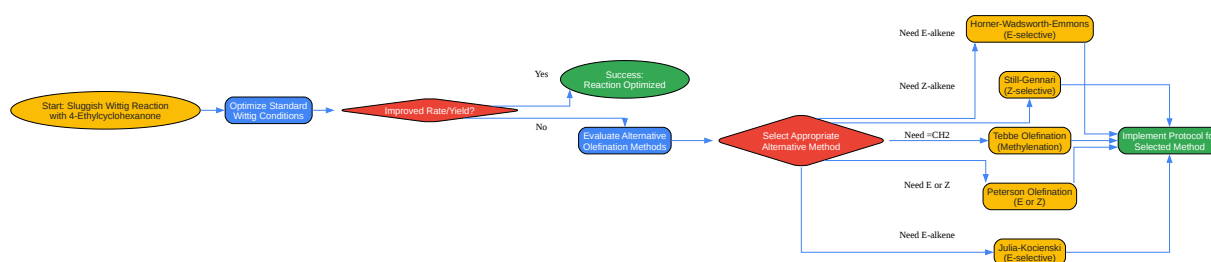 Start: Sluggish Wittig Reaction
with 4-Ethylcyclohexanone
Optimize Standard
Wittig Conditions
Improved Rate/Yield?
Yes
Success:
Reaction Optimized
No
Evaluate Alternative
Olefination Methods
Select Appropriate
Alternative Method
Need E-alkene
Horner-Wadsworth-Emmons
(E-selective)
Need Z-alkene
Still-Gennari
(Z-selective)
Need =CH2
Tebbe Olefination
(Methylenation)
Need E or Z
Peterson Olefination
(E or Z)
Need E-alkene
Julia-Kocienski
(E-selective)
Implement Protocol
Selected Method